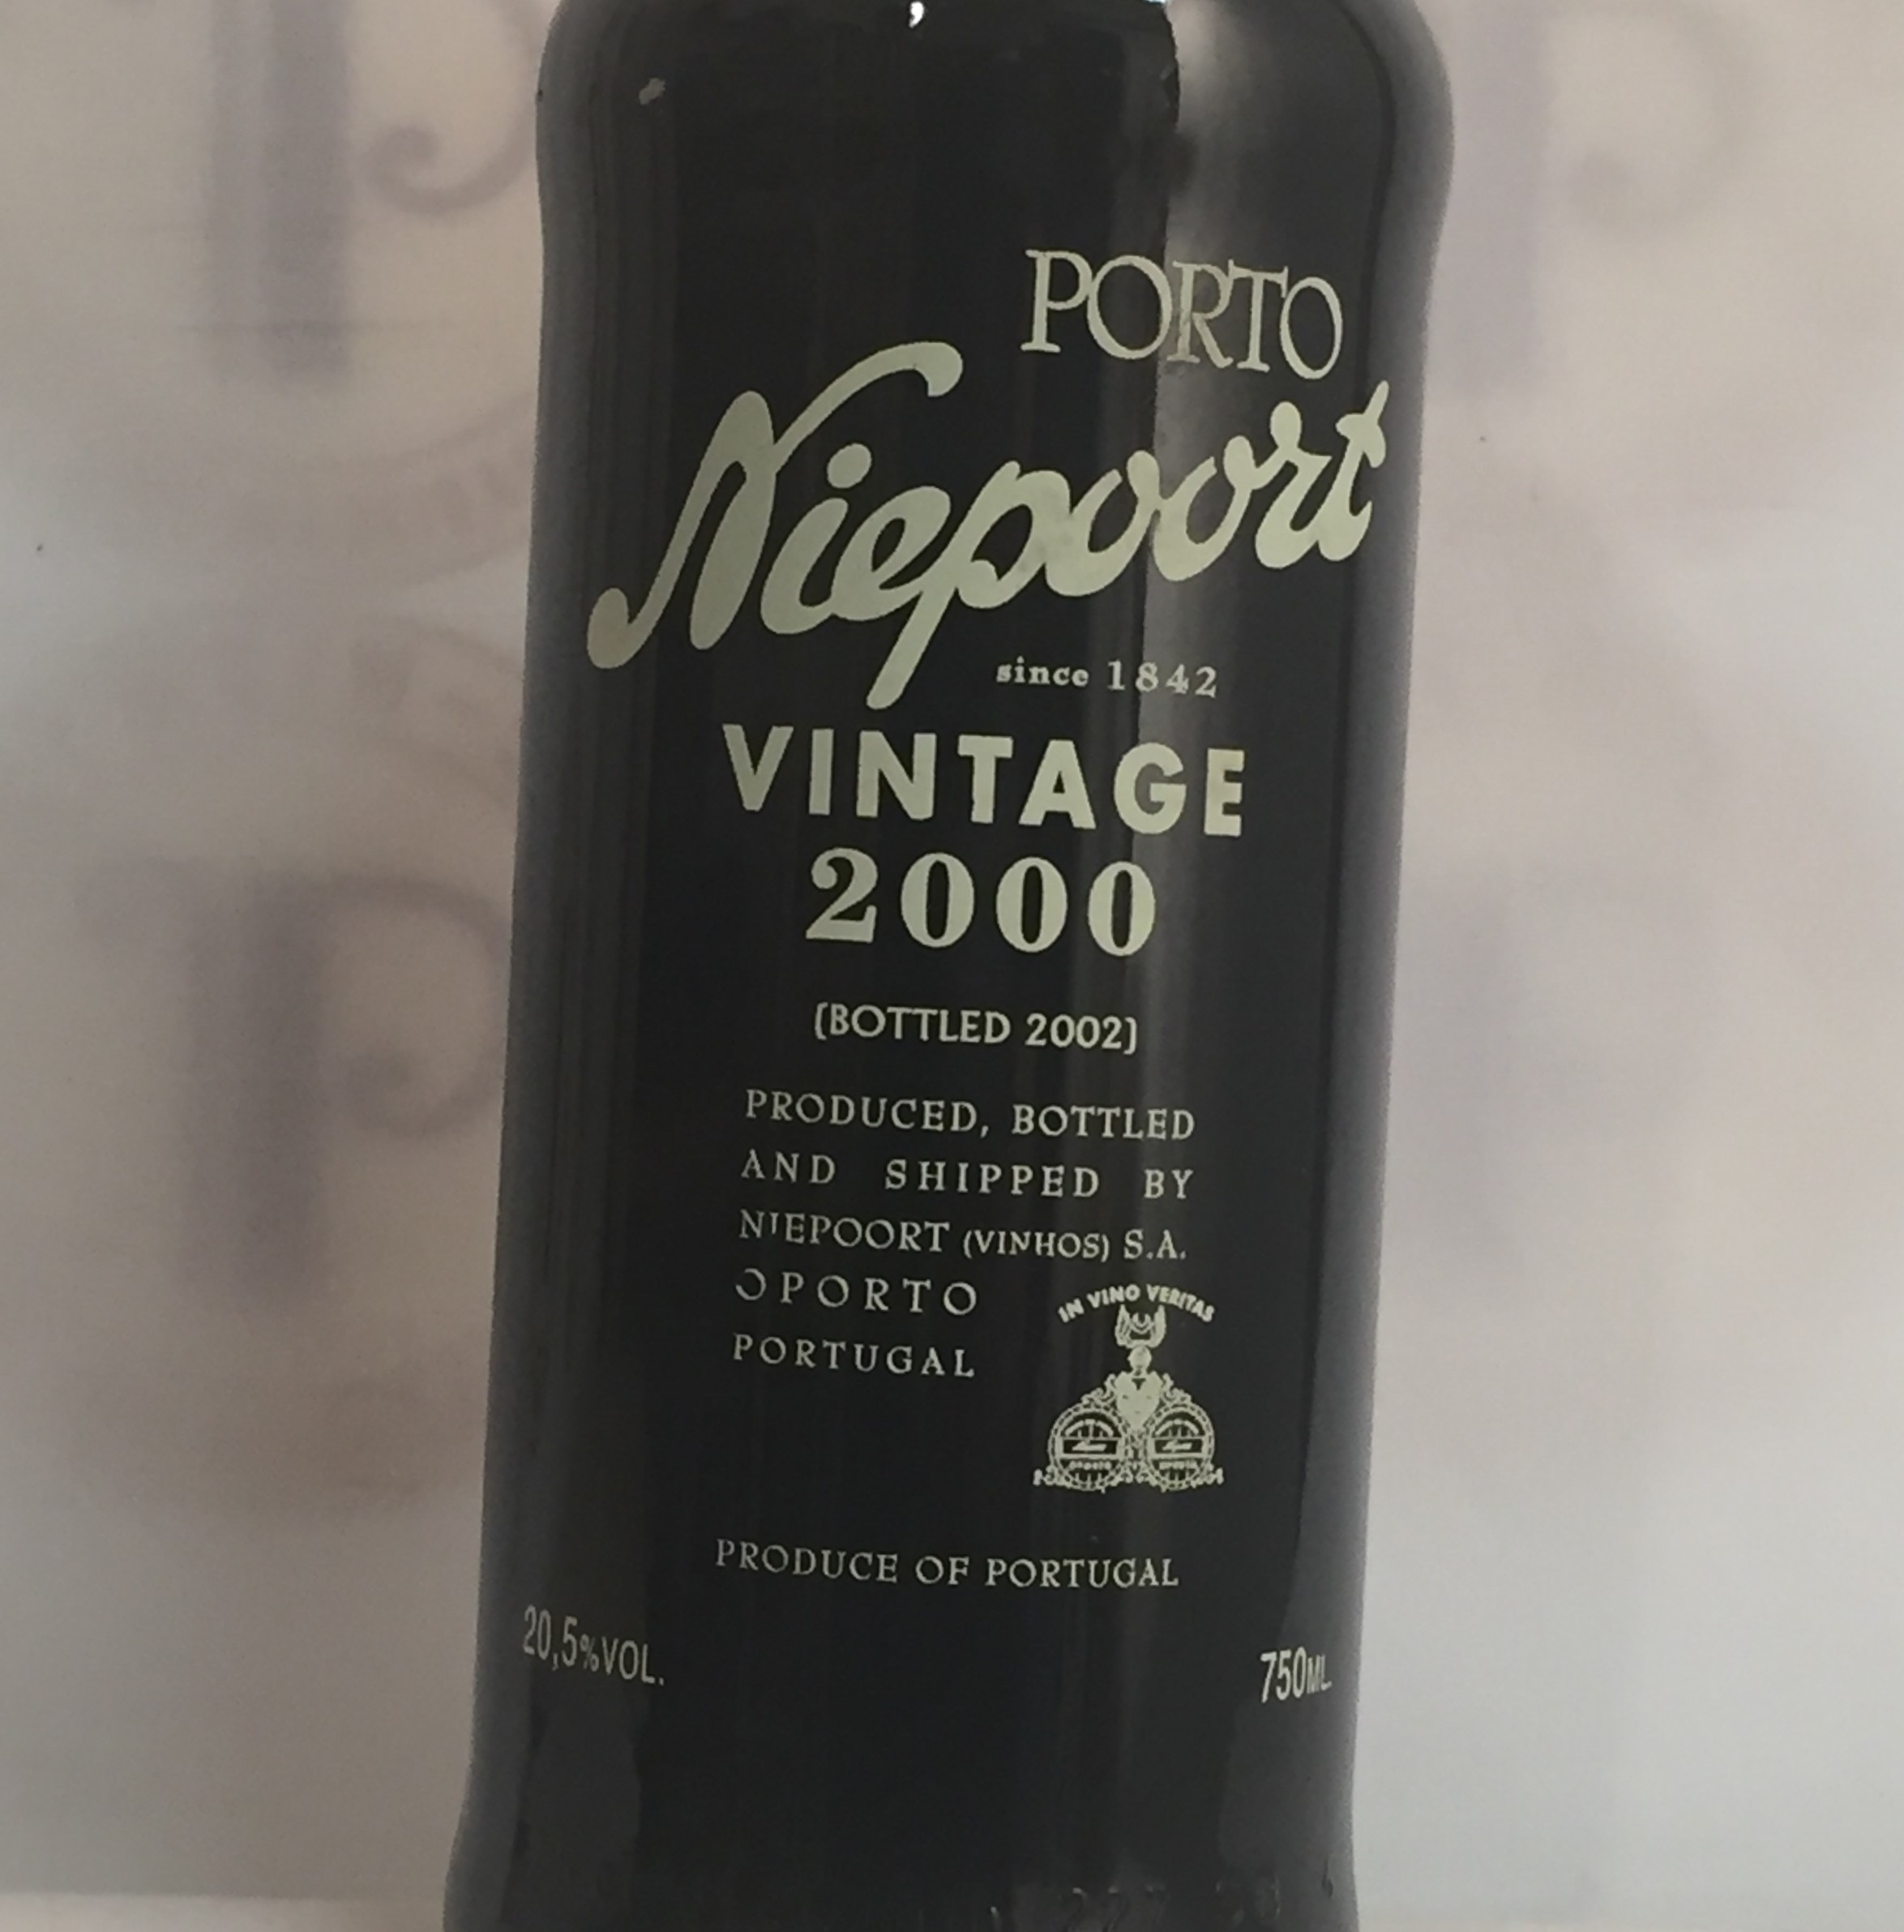 PORTO
Niepoort
since 1842
VINTAGE
2000
(BOTTLED 2002)
PRODUCED, BOTTLED
AND SHIPPED BY
NIEPOORT (VINHOS) S.A.
OPORTO
PORTUGAL
IN VINO VERITAS
PRODUCE OF PORTUGAL
20,5%VOL.
750ML